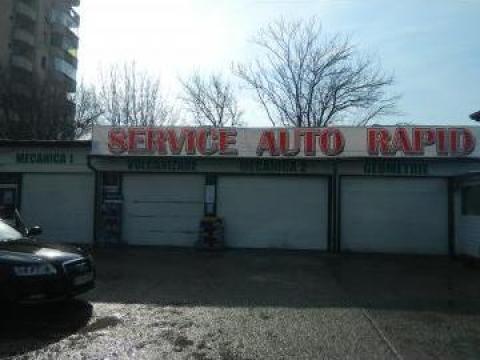 SERVICE AUTO RAPID
MECANICA 1
VULCANIZARE
MECANICA 2
GEOMETRIE